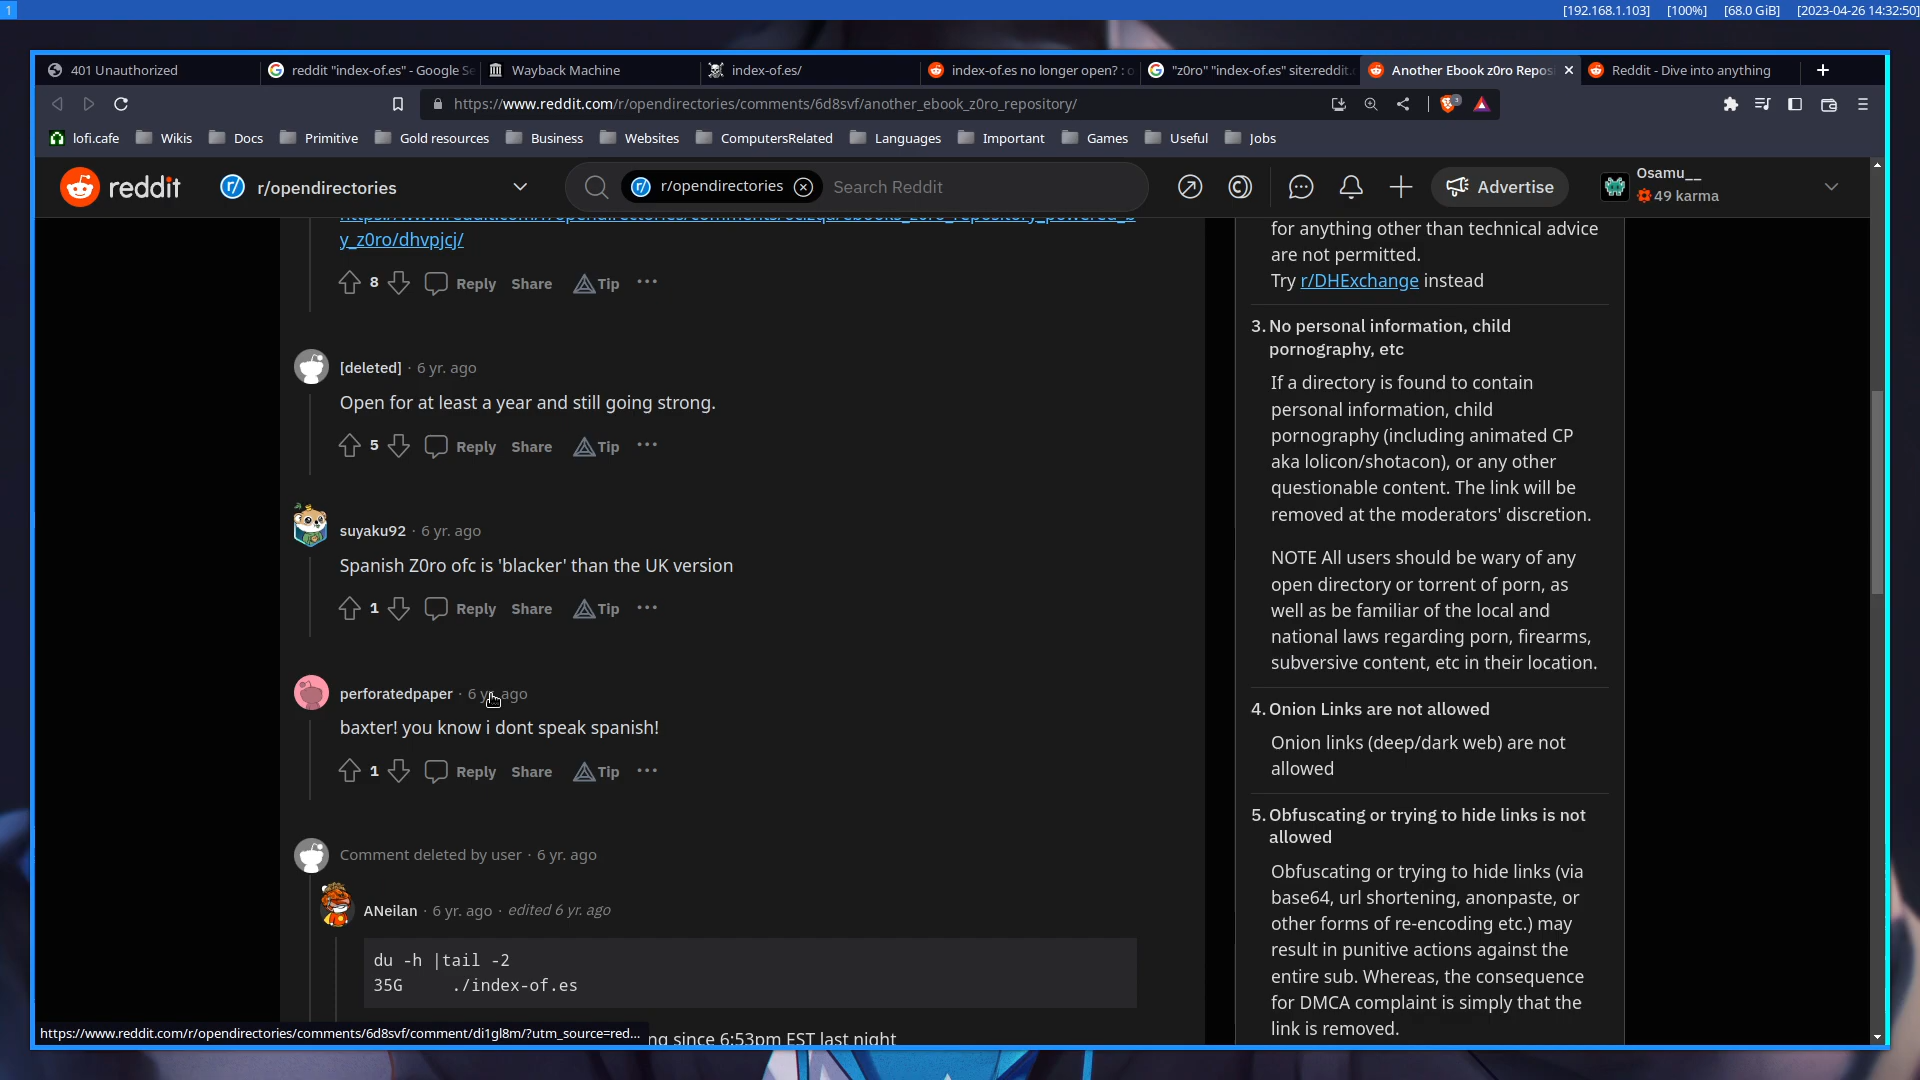 1
[192.168.1.103] [100%] [68.0 GiB] [2023-04-26 14:32:50]
401 Unauthorized
reddit "index-of.es" - Google Se
Wayback Machine
index-of.es/
index-of.es no longer open? : o
"z0ro" "index-of.es" site:reddit.
Another Ebook z0ro Repos
Reddit - Dive into anything
https://www.reddit.com/r/opendirectories/comments/6d8svf/another_ebook_z0ro_repository/
3
lofi.cafe Wikis Docs Primitive Gold resources Business Websites ComputersRelated Languages Important Games Useful Jobs
reddit
r/opendirectories
r/opendirectories
Search Reddit
Advertise
Osamu__
49 karma
y_z0ro/dhvpjcj/
8 Reply Share Tip
[deleted] · 6 yr. ago
Open for at least a year and still going strong.
5 Reply Share Tip
suyaku92 · 6 yr. ago
Spanish Z0ro ofc is 'blacker' than the UK version
1 Reply Share Tip
perforatedpaper · 6 yr. ago
baxter! you know i dont speak spanish!
1 Reply Share Tip
Comment deleted by user · 6 yr. ago
ANeilan · 6 yr. ago · edited 6 yr. ago
du -h |tail -2
35G ./index-of.es
ng since 6:53pm EST last night
https://www.reddit.com/r/opendirectories/comments/6d8svf/comment/di1gl8m/?utm_source=red...
for anything other than technical advice
are not permitted.
Try r/DHExchange instead
3. No personal information, child
pornography, etc
If a directory is found to contain
personal information, child
pornography (including animated CP
aka lolicon/shotacon), or any other
questionable content. The link will be
removed at the moderators' discretion.
NOTE All users should be wary of any
open directory or torrent of porn, as
well as be familiar of the local and
national laws regarding porn, firearms,
subversive content, etc in their location.
4. Onion Links are not allowed
Onion links (deep/dark web) are not
allowed
5. Obfuscating or trying to hide links is not
allowed
Obfuscating or trying to hide links (via
base64, url shortening, anonpaste, or
other forms of re-encoding etc.) may
result in punitive actions against the
entire sub. Whereas, the consequence
for DMCA complaint is simply that the
link is removed.